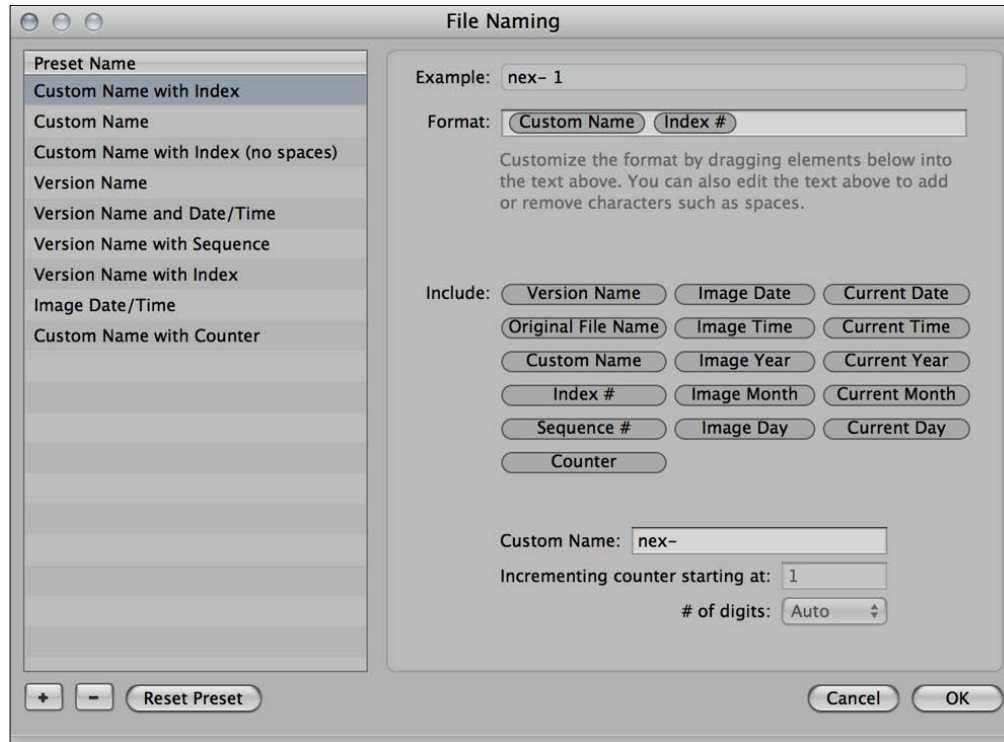 File Naming
Preset Name
Custom Name with Index
Custom Name
Custom Name with Index (no spaces)
Version Name
Version Name and Date/Time
Version Name with Sequence
Version Name with Index
Image Date/Time
Custom Name with Counter
+ - Reset Preset
Example: nex- 1
Format: Custom Name Index #
Customize the format by dragging elements below into
the text above. You can also edit the text above to add
or remove characters such as spaces.
Include: Version Name Image Date Current Date
Original File Name Image Time Current Time
Custom Name Image Year Current Year
Index # Image Month Current Month
Sequence # Image Day Current Day
Counter
Custom Name: nex-
Incrementing counter starting at: 1
# of digits: Auto
Cancel OK